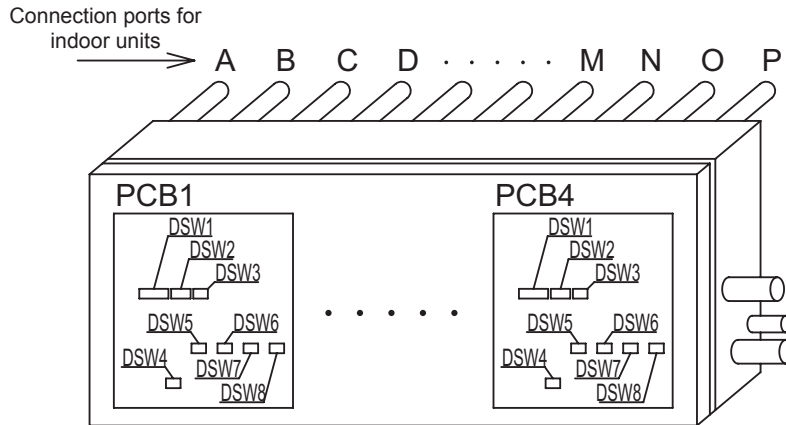 Connection ports for
indoor units
A B C D · · · · · M N O P
PCB1
DSW1
DSW2
DSW3
DSW5 DSW6
DSW4
DSW7
DSW8
· · · · ·
PCB4
DSW1
DSW2
DSW3
DSW5 DSW6
DSW4
DSW7
DSW8